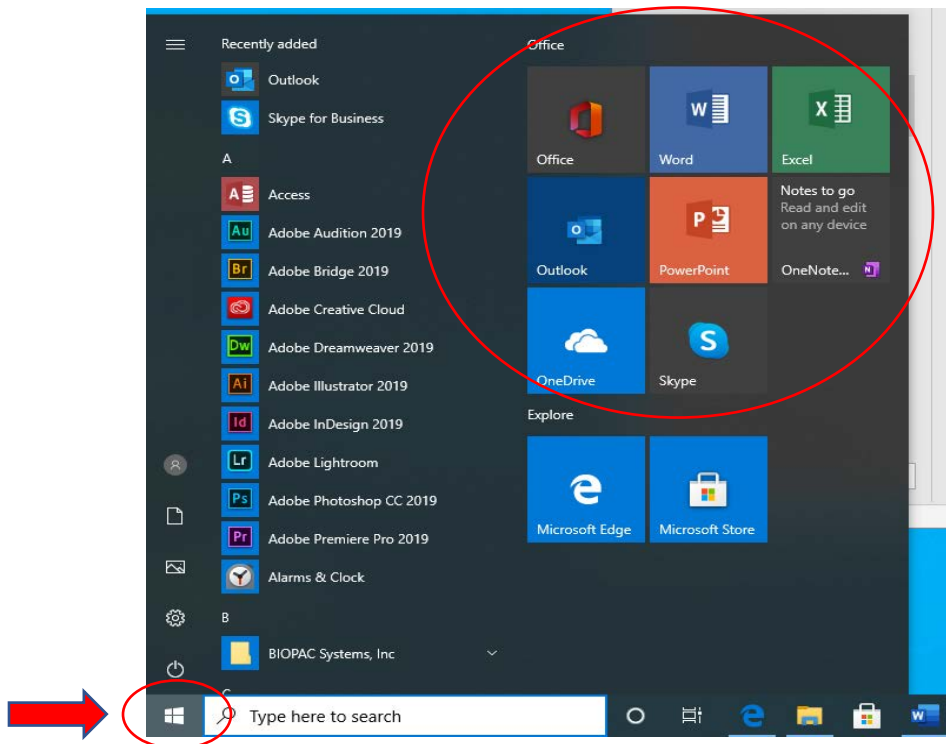 Recently added
Outlook
Skype for Business
A
Access
Adobe Audition 2019
Adobe Bridge 2019
Adobe Creative Cloud
Adobe Dreamweaver 2019
Adobe Illustrator 2019
Adobe InDesign 2019
Adobe Lightroom
Adobe Photoshop CC 2019
Adobe Premiere Pro 2019
Alarms & Clock
B
BIOPAC Systems, Inc
Office
Office
Word
Excel
Outlook
PowerPoint
Notes to go
Read and edit
on any device
OneNote...
OneDrive
Skype
Explore
Microsoft Edge
Microsoft Store
Type here to search